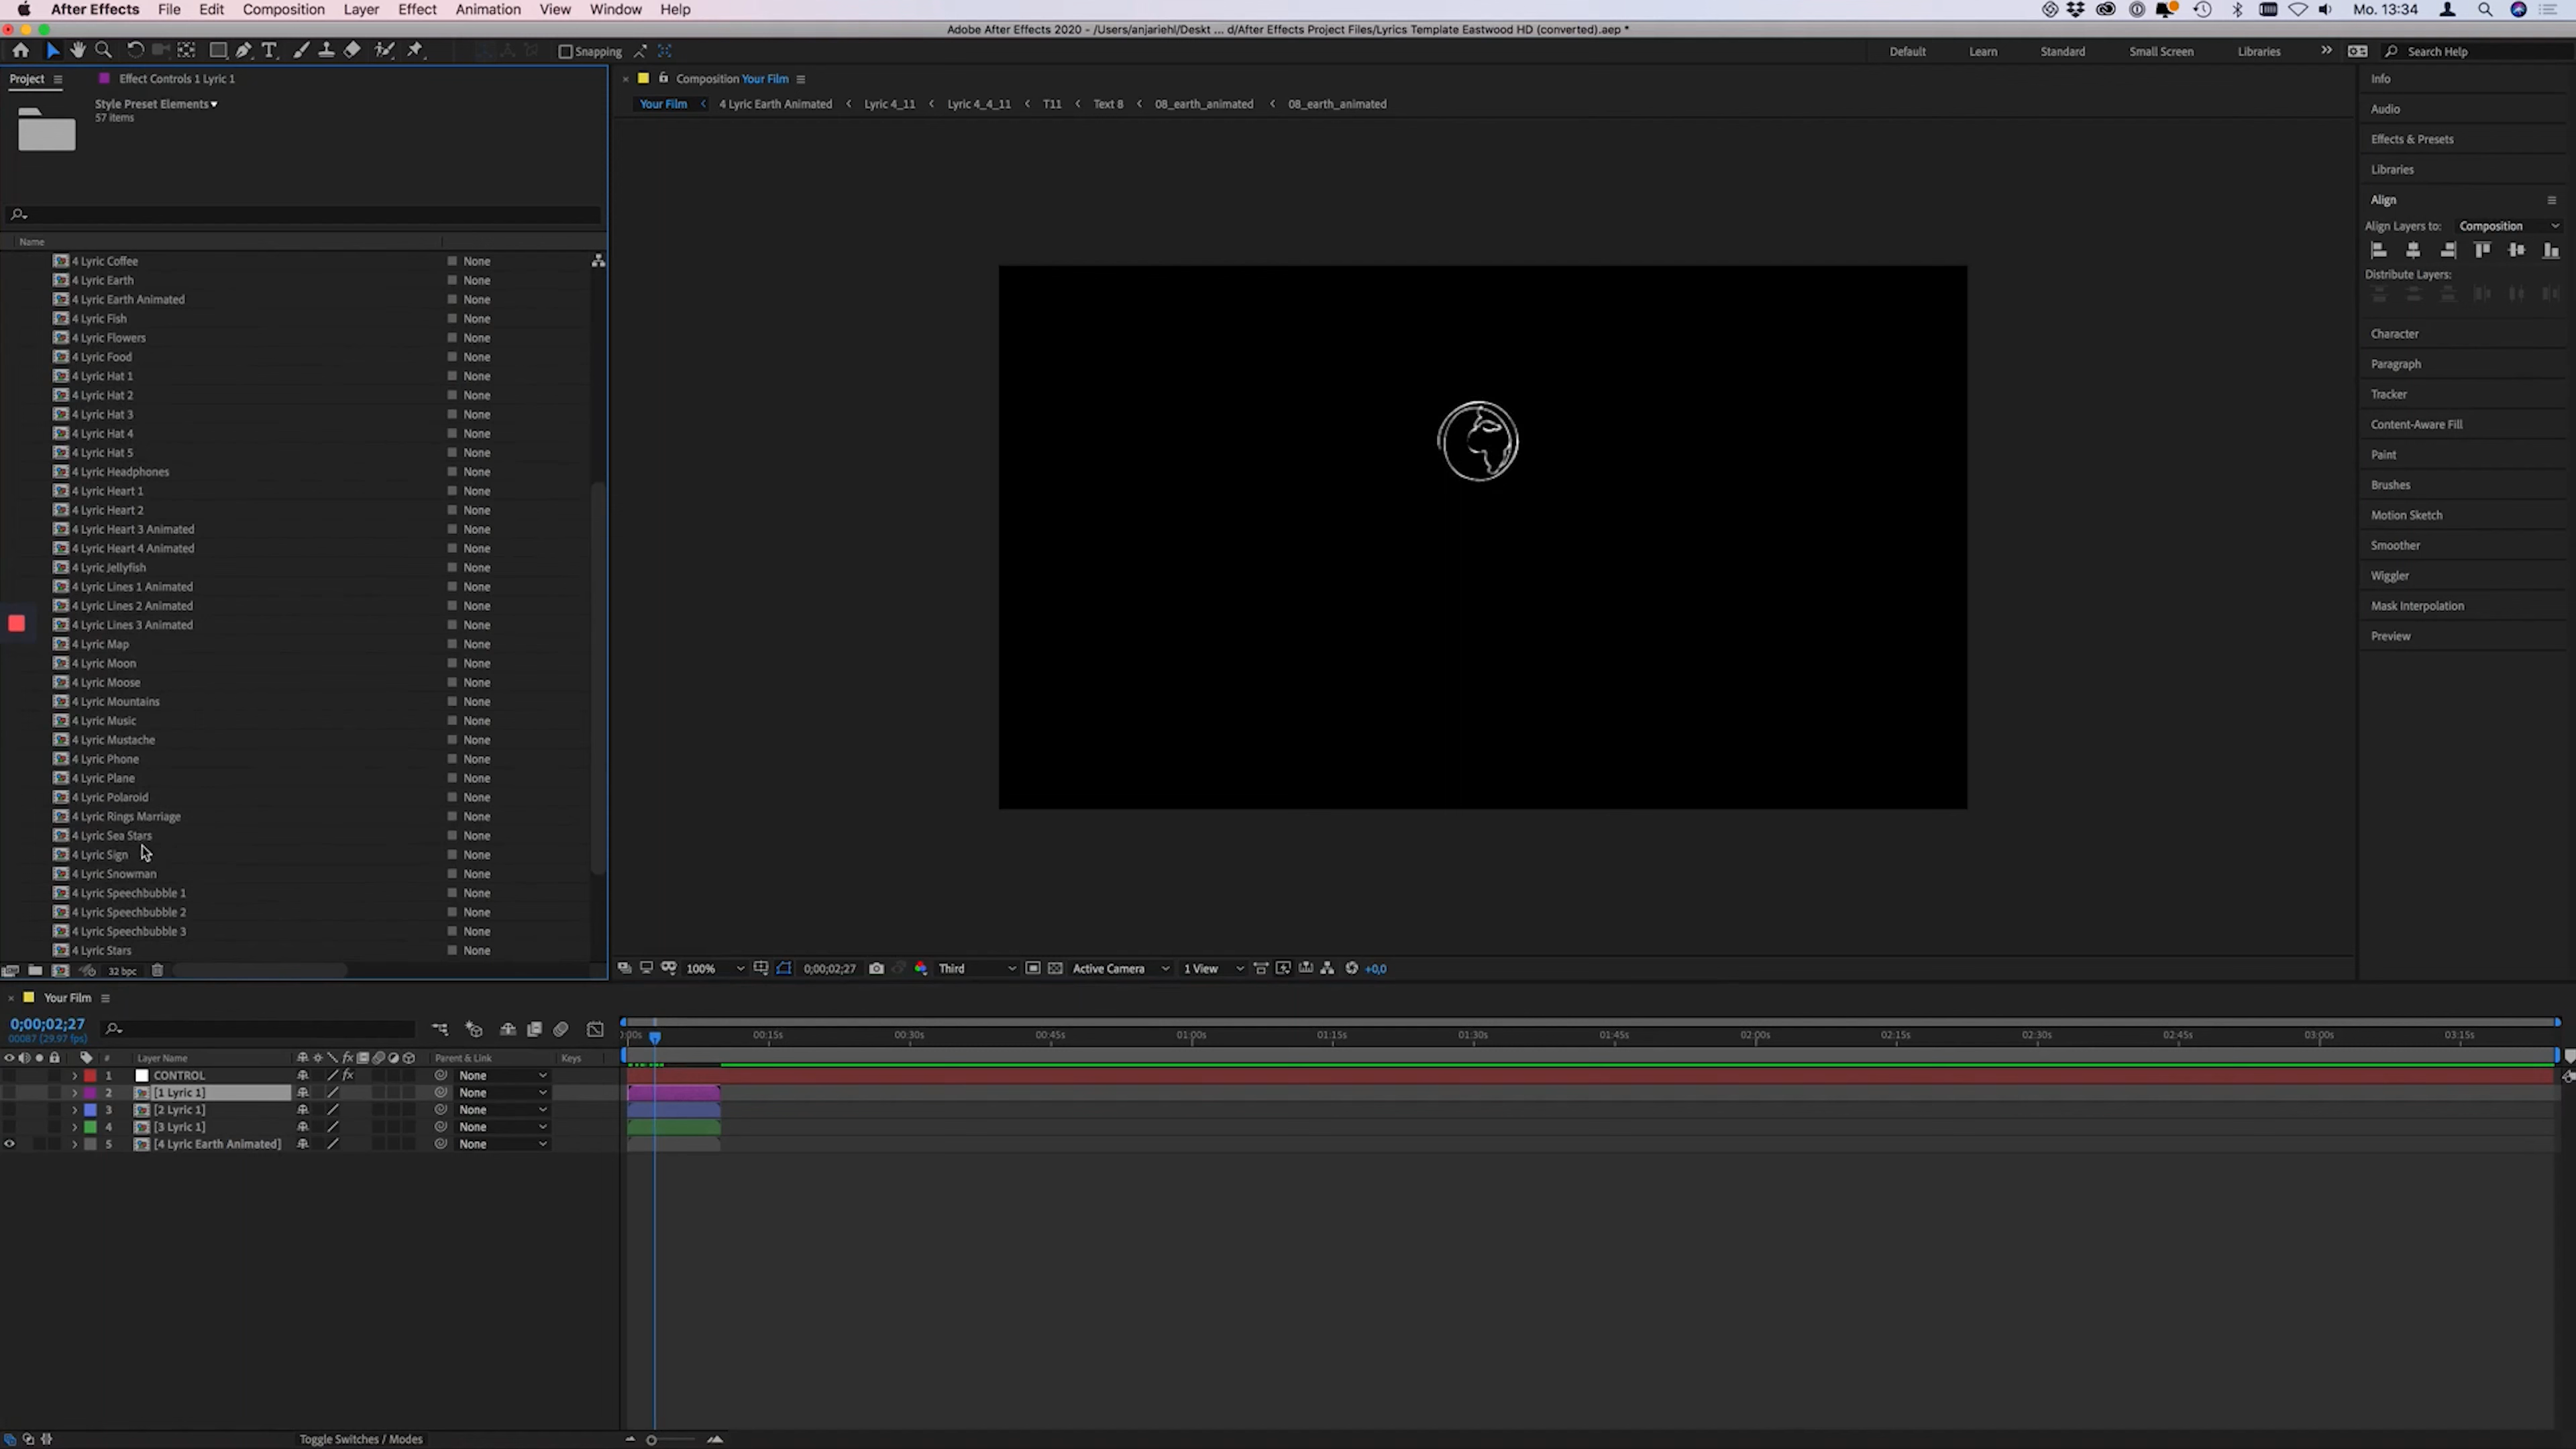 After Effects File Edit Composition Layer Effect Animation View Window Help Mo. 13:34
Adobe After Effects 2020 - /Users/anjariehl/Deskt ... d/After Effects Project Files/Lyrics Template Eastwood HD (converted).aep *
Snapping Default Learn Standard Small Screen Libraries Search Help
Project Effect Controls 1 Lyric 1 Composition Your Film Info
Style Preset Elements Your Film 4 Lyric Earth Animated Lyric 4_11 Lyric 4_4_11 T11 Text 8 08_earth_animated 08_earth_animated Audio
57 items
Effects & Presets
Libraries
Align
Align Layers to: Composition
Distribute Layers:
Character
Paragraph
Tracker
Content-Aware Fill
Paint
Brushes
Motion Sketch
Smoother
Wiggler
Mask Interpolation
Preview
Name
4 Lyric Coffee None
4 Lyric Earth None
4 Lyric Earth Animated None
4 Lyric Fish None
4 Lyric Flowers None
4 Lyric Food None
4 Lyric Hat 1 None
4 Lyric Hat 2 None
4 Lyric Hat 3 None
4 Lyric Hat 4 None
4 Lyric Hat 5 None
4 Lyric Headphones None
4 Lyric Heart 1 None
4 Lyric Heart 2 None
4 Lyric Heart 3 Animated None
4 Lyric Heart 4 Animated None
4 Lyric Jellyfish None
4 Lyric Lines 1 Animated None
4 Lyric Lines 2 Animated None
4 Lyric Lines 3 Animated None
4 Lyric Map None
4 Lyric Moon None
4 Lyric Moose None
4 Lyric Mountains None
4 Lyric Music None
4 Lyric Mustache None
4 Lyric Phone None
4 Lyric Plane None
4 Lyric Polaroid None
4 Lyric Rings Marriage None
4 Lyric Sea Stars None
4 Lyric Sign None
4 Lyric Snowman None
4 Lyric Speechbubble 1 None
4 Lyric Speechbubble 2 None
4 Lyric Speechbubble 3 None
4 Lyric Stars None
32 bpc 100% 0;00;02;27 Third Active Camera 1 View +0,0
Your Film
0;00;02;27
00087 (29.97 fps)
):00s 00:15s 00:30s 00:45s 01:00s 01:15s 01:30s 01:45s 02:00s 02:15s 02:30s 02:45s 03:00s 03:15s
# Layer Name fx Parent & Link Keys
1 CONTROL fx None
2 [1 Lyric 1] None
3 [2 Lyric 1] None
4 [3 Lyric 1] None
5 [4 Lyric Earth Animated] None
Toggle Switches / Modes